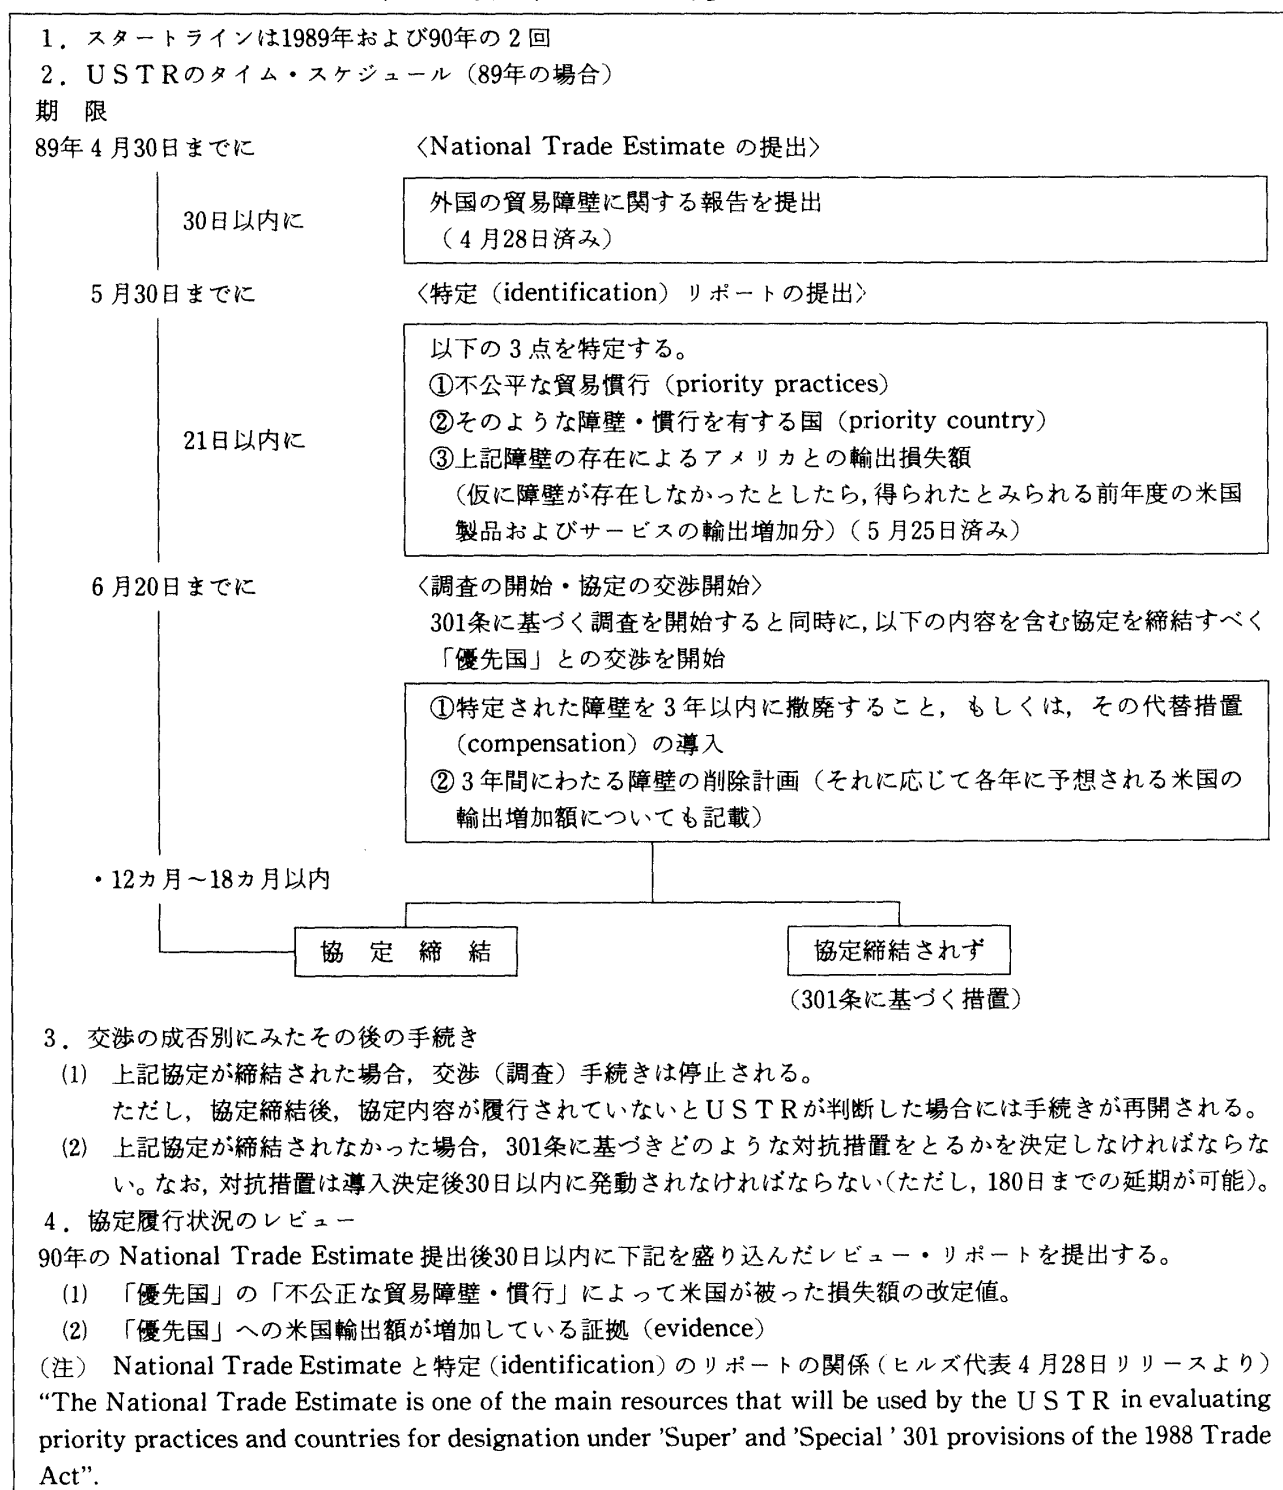 1．スタートラインは1989年および90年の2回
2．USTRのタイム・スケジュール（89年の場合）
期　限
89年4月30日までに　〈National Trade Estimate の提出〉
30日以内に
外国の貿易障壁に関する報告を提出
（4月28日済み）
5月30日までに　〈特定（identification）リポートの提出〉
21日以内に
以下の3点を特定する。
①不公平な貿易慣行（priority practices）
②そのような障壁・慣行を有する国（priority country）
③上記障壁の存在によるアメリカとの輸出損失額
（仮に障壁が存在しなかったとしたら,得られたとみられる前年度の米国
製品およびサービスの輸出増加分）（5月25日済み）
6月20日までに　〈調査の開始・協定の交渉開始〉
301条に基づく調査を開始すると同時に,以下の内容を含む協定を締結すべく
「優先国」との交渉を開始
①特定された障壁を3年以内に撤廃すること，もしくは，その代替措置
（compensation）の導入
②3年間にわたる障壁の削除計画（それに応じて各年に予想される米国の
輸出増加額についても記載）
・12カ月～18カ月以内
協　定　締　結　　協定締結されず
（301条に基づく措置）
3．交渉の成否別にみたその後の手続き
(1)　上記協定が締結された場合，交渉（調査）手続きは停止される。
ただし，協定締結後，協定内容が履行されていないとUSTRが判断した場合には手続きが再開される。
(2)　上記協定が締結されなかった場合，301条に基づきどのような対抗措置をとるかを決定しなければならな
い。なお,対抗措置は導入決定後30日以内に発動されなければならない（ただし，180日までの延期が可能）。
4．協定履行状況のレビュー
90年の National Trade Estimate 提出後30日以内に下記を盛り込んだレビュー・リポートを提出する。
(1)　「優先国」の「不公正な貿易障壁・慣行」によって米国が被った損失額の改定値。
(2)　「優先国」への米国輸出額が増加している証拠（evidence）
（注）　National Trade Estimate と特定（identification）のリポートの関係（ヒルズ代表4月28日リリースより）
“The National Trade Estimate is one of the main resources that will be used by the USTR in evaluating
priority practices and countries for designation under 'Super' and 'Special ' 301 provisions of the 1988 Trade
Act”.